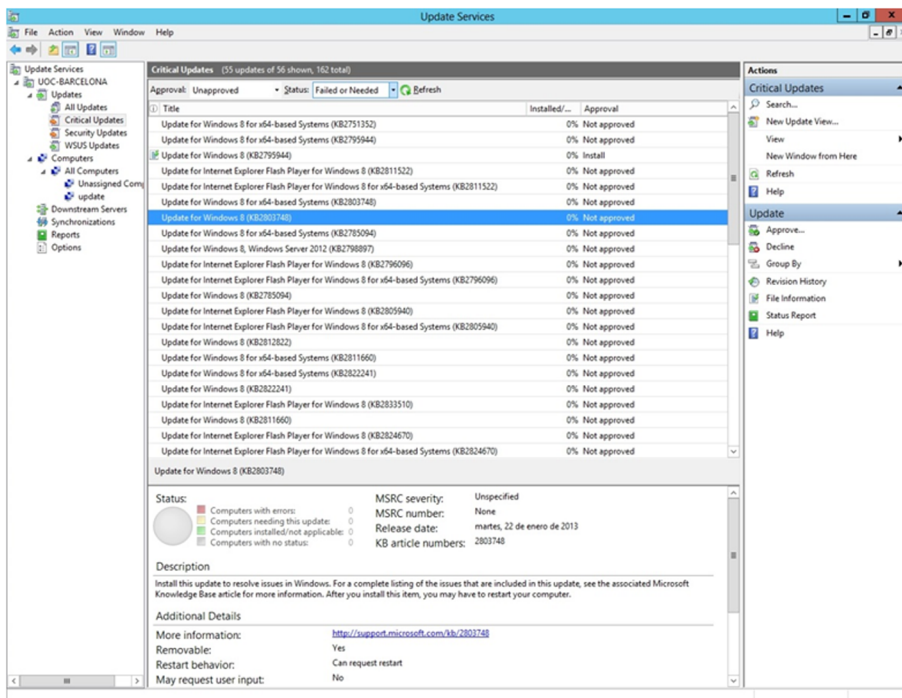 Update Services
File Action View Window Help
Update Services
UOC-BARCELONA
Updates
All Updates
Critical Updates
Security Updates
WSUS Updates
Computers
All Computers
Unassigned Com
update
Downstream Servers
Synchronizations
Reports
Options
Critical Updates (55 updates of 56 shown, 162 total)
Approval: Unapproved Status: Failed or Needed Refresh
Title Installed/... Approval
Update for Windows 8 for x64-based Systems (KB2751352) 0% Not approved
Update for Windows 8 for x64-based Systems (KB2795944) 0% Not approved
Update for Windows 8 (KB2795944) 0% Install
Update for Internet Explorer Flash Player for Windows 8 (KB2811522) 0% Not approved
Update for Internet Explorer Flash Player for Windows 8 for x64-based Systems (KB2811522) 0% Not approved
Update for Windows 8 for x64-based Systems (KB2803748) 0% Not approved
Update for Windows 8 (KB2803748) 0% Not approved
Update for Windows 8 for x64-based Systems (KB2785094) 0% Not approved
Update for Windows 8, Windows Server 2012 (KB2798897) 0% Not approved
Update for Internet Explorer Flash Player for Windows 8 (KB2796096) 0% Not approved
Update for Internet Explorer Flash Player for Windows 8 for x64-based Systems (KB2796096) 0% Not approved
Update for Windows 8 (KB2785094) 0% Not approved
Update for Internet Explorer Flash Player for Windows 8 (KB2805940) 0% Not approved
Update for Internet Explorer Flash Player for Windows 8 for x64-based Systems (KB2805940) 0% Not approved
Update for Windows 8 (KB2812822) 0% Not approved
Update for Windows 8 for x64-based Systems (KB2811660) 0% Not approved
Update for Windows 8 for x64-based Systems (KB2822241) 0% Not approved
Update for Windows 8 (KB2822241) 0% Not approved
Update for Internet Explorer Flash Player for Windows 8 (KB2833510) 0% Not approved
Update for Windows 8 (KB2811660) 0% Not approved
Update for Internet Explorer Flash Player for Windows 8 (KB2824670) 0% Not approved
Update for Internet Explorer Flash Player for Windows 8 for x64-based Systems (KB2824670) 0% Not approved
Update for Windows 8 (KB2803748)
Status:
Computers with errors: 0
Computers needing this update: 0
Computers installed/not applicable: 0
Computers with no status: 0
MSRC severity: Unspecified
MSRC number: None
Release date: martes, 22 de enero de 2013
KB article numbers: 2803748
Description
Install this update to resolve issues in Windows. For a complete listing of the issues that are included in this update, see the associated Microsoft
Knowledge Base article for more information. After you install this item, you may have to restart your computer.
Additional Details
More information: http://support.microsoft.com/kb/2803748
Removable: Yes
Restart behavior: Can request restart
May request user input: No
Actions
Critical Updates
Search...
New Update View...
View
New Window from Here
Refresh
Help
Update
Approve...
Decline
Group By
Revision History
File Information
Status Report
Help